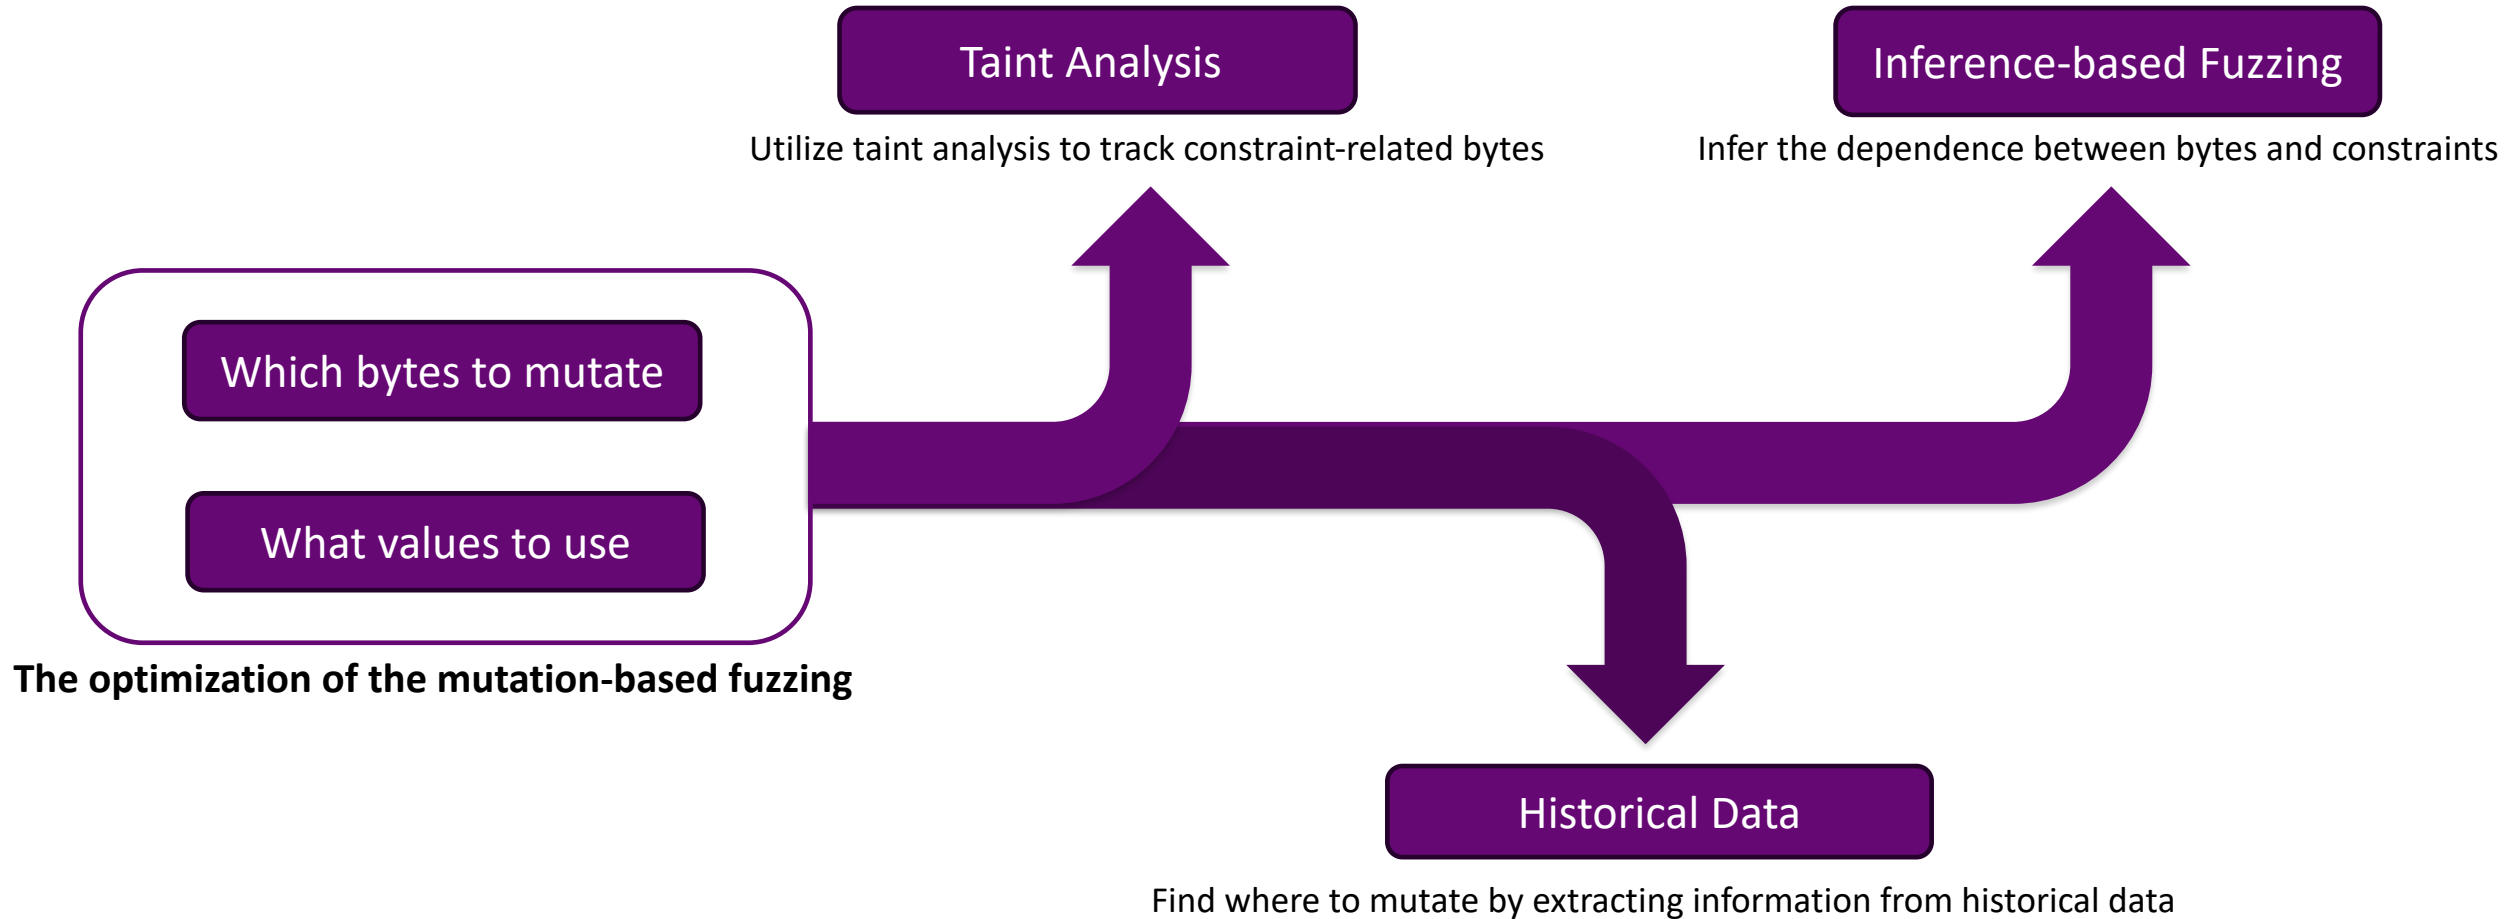 Taint Analysis
Utilize taint analysis to track constraint-related bytes
Inference-based Fuzzing
Infer the dependence between bytes and constraints
Which bytes to mutate
What values to use
The optimization of the mutation-based fuzzing
Historical Data
Find where to mutate by extracting information from historical data